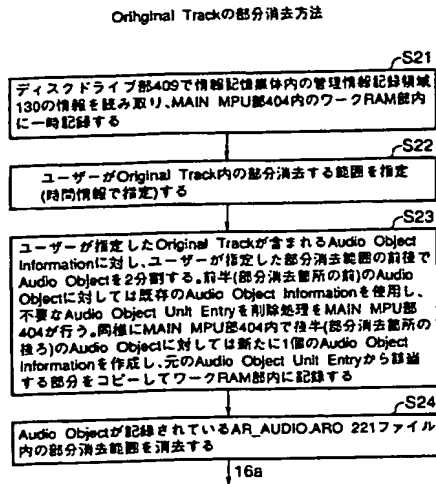 Orihginal Trackの部分消去方法
S21
ディスクドライブ部409で情報記憶媒体内の管理情報記録領域
130の情報を読み取り、MAIN MPU部404内のワークRAM部内
に一時記録する
S22
ユーザーがOriginal Track内の部分消去する範囲を指定
(時間情報で指定)する
S23
ユーザーが指定したOriginal Trackが含まれるAudio Object
Informationに対し、ユーザーが指定した部分消去範囲の前後で
Audio Objectを2分割する。前半(部分消去箇所の前)のAudio
Objectに対しては既存のAudio Object Informationを使用し、
不要なAudio Object Unit Entryを削除処理をMAIN MPU部
404が行う。同様にMAIN MPU部404内で後半(部分消去箇所の
後ろ)のAudio Objectに対しては新たに1個のAudio Object
Informationを作成し、元のAudio Object Unit Entryから該当
する部分をコピーしてワークRAM部内に記録する
S24
Audio Objectが記録されているAR_AUDIO.ARO 221ファイル
内の部分消去範囲を消去する
16a